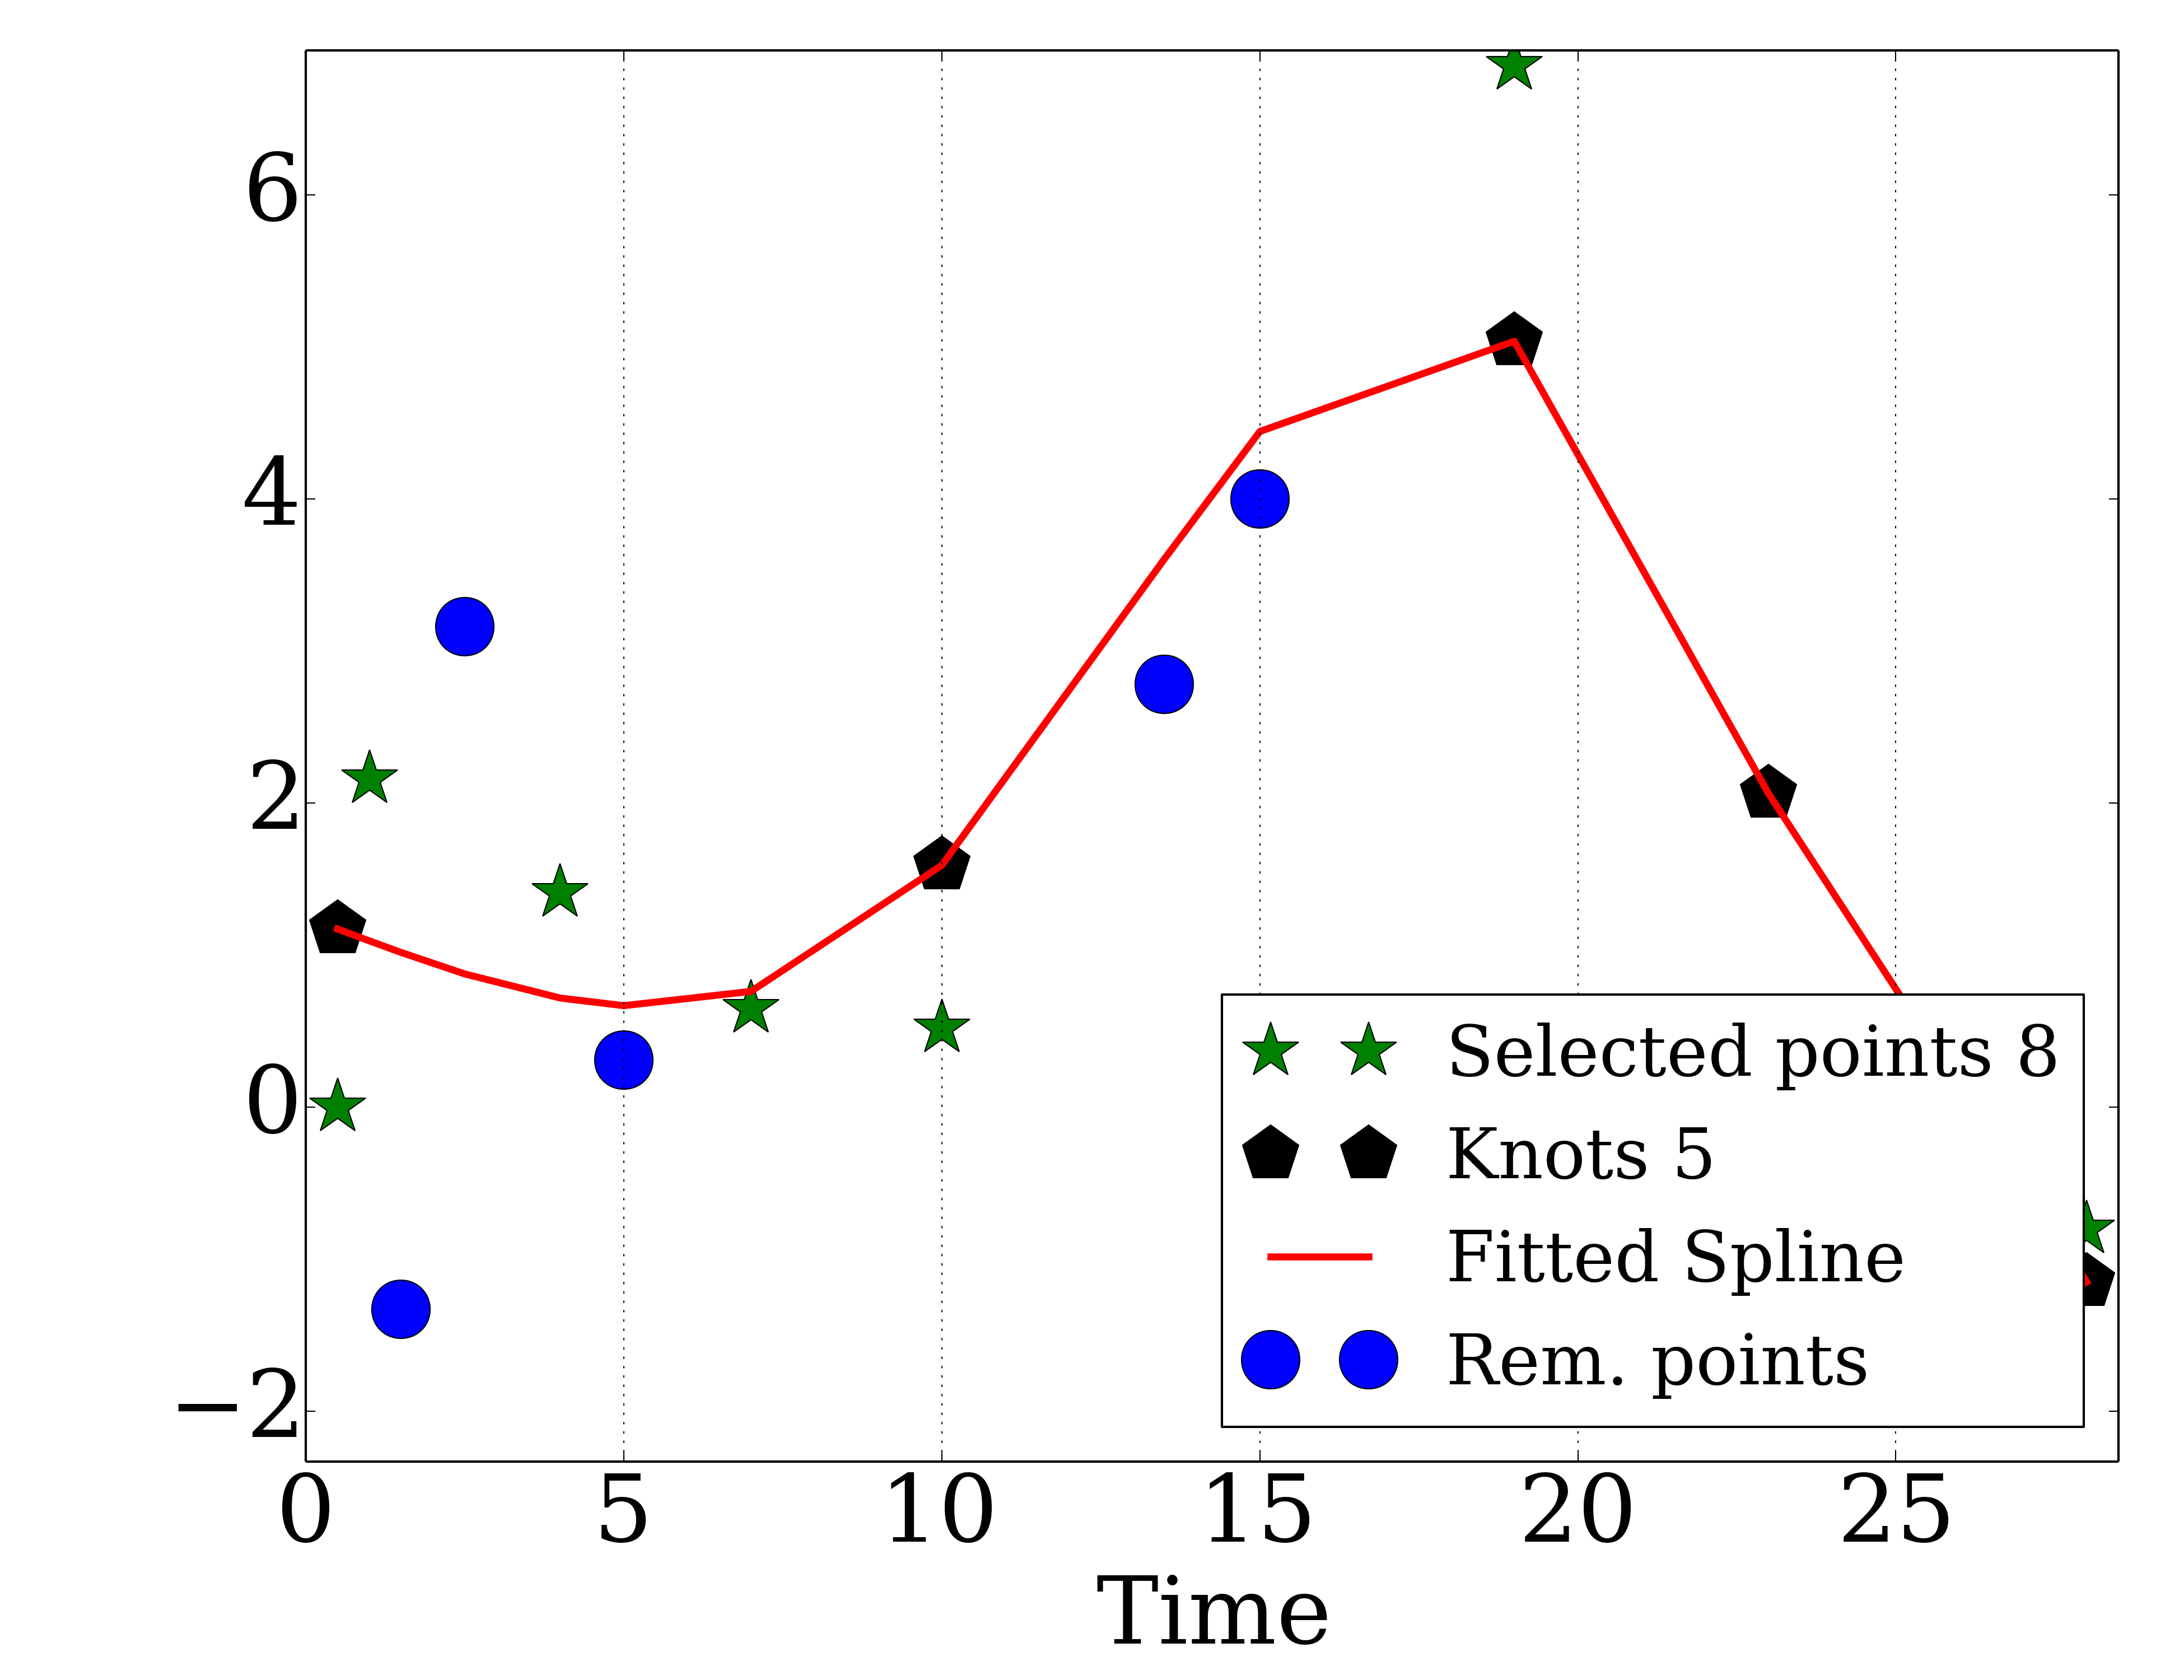 6
4
2
0
−2
Selected points 8
Knots 5
Fitted Spline
Rem. points
0 5 10 15 20 25
Time